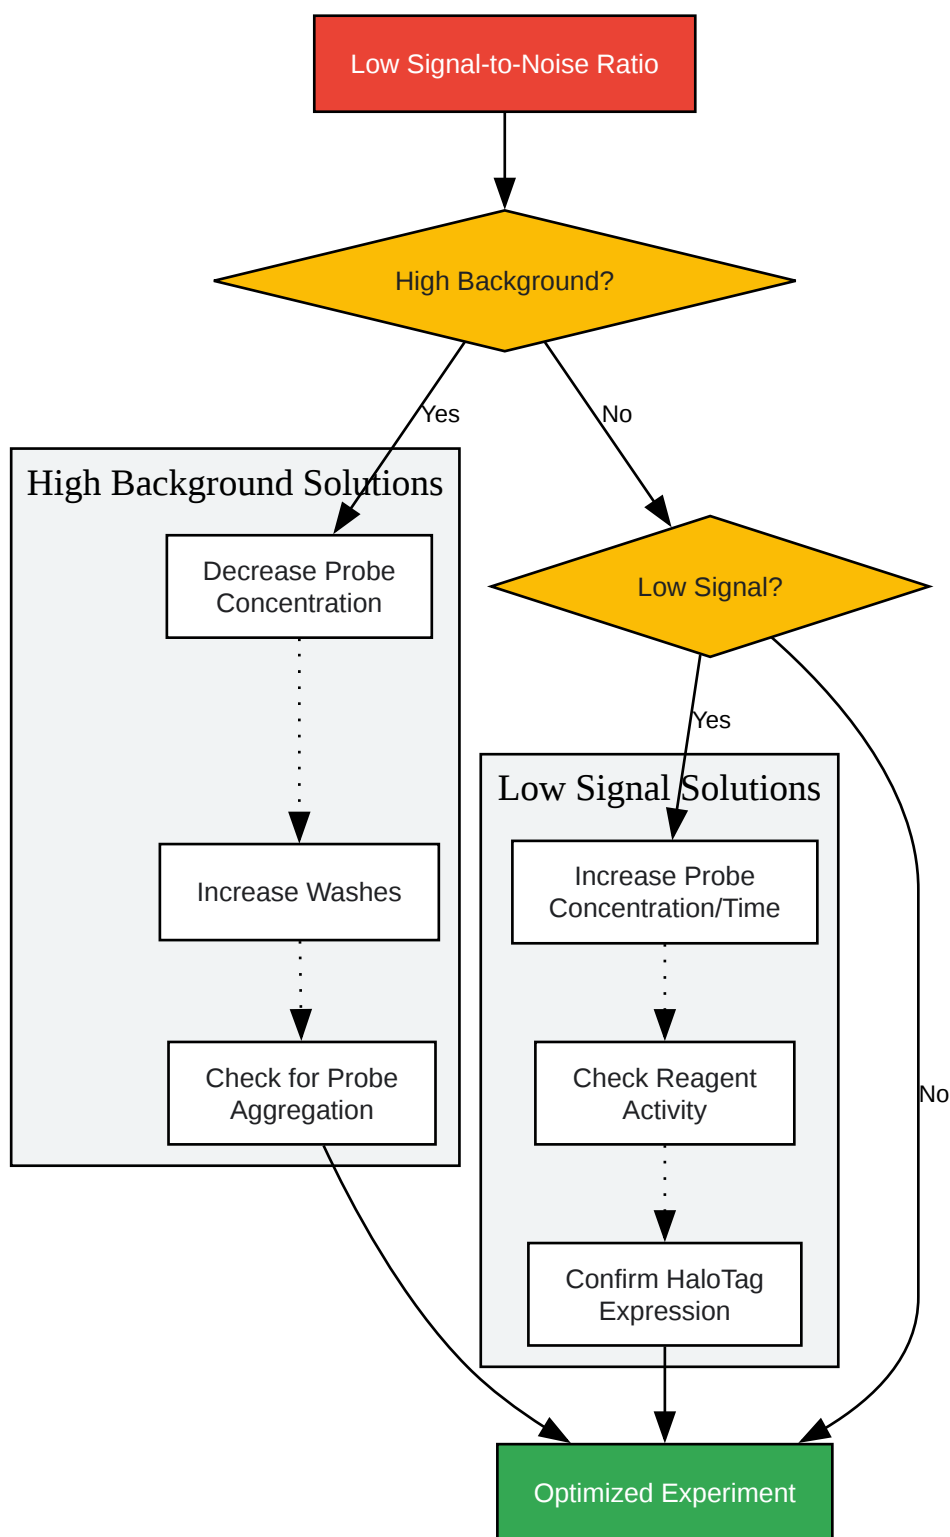 Low Signal-to-Noise Ratio
High Background?
Yes
No
High Background Solutions
Decrease Probe
Concentration
Low Signal?
Yes
Low Signal Solutions
Increase Washes
Increase Probe
Concentration/Time
Check for Probe
Aggregation
Check Reagent
Activity
No
Confirm HaloTag
Expression
Optimized Experiment